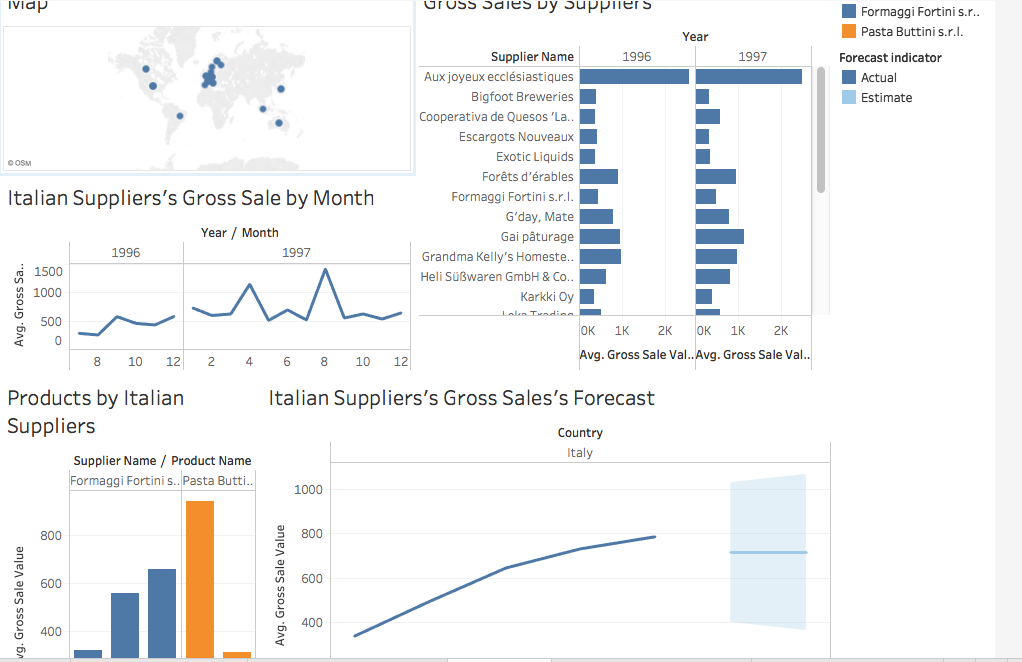 Map
© OSM
Italian Suppliers's Gross Sale by Month
Year / Month
1996
1997
Avg. Gross Sa..
1500
1000
500
0
8
10
12
2
4
6
8
10
12
Gross Sales by Suppliers
Year
Supplier Name
1996
1997
Aux joyeux ecclésiastiques
Bigfoot Breweries
Cooperativa de Quesos 'La..
Escargots Nouveaux
Exotic Liquids
Forêts d'érables
Formaggi Fortini s.r.l.
G'day, Mate
Gai pâturage
Grandma Kelly's Homeste..
Heli Süßwaren GmbH & Co..
Karkki Oy
0K
1K
2K
0K
1K
2K
Avg. Gross Sale Val..
Avg. Gross Sale Val..
Formaggi Fortini s.r..
Pasta Buttini s.r.l.
Forecast indicator
Actual
Estimate
Products by Italian
Suppliers
Supplier Name / Product Name
Formaggi Fortini s..
Pasta Butti..
vg. Gross Sale Value
800
600
400
Italian Suppliers's Gross Sales's Forecast
Country
Italy
Avg. Gross Sale Value
1000
800
600
400